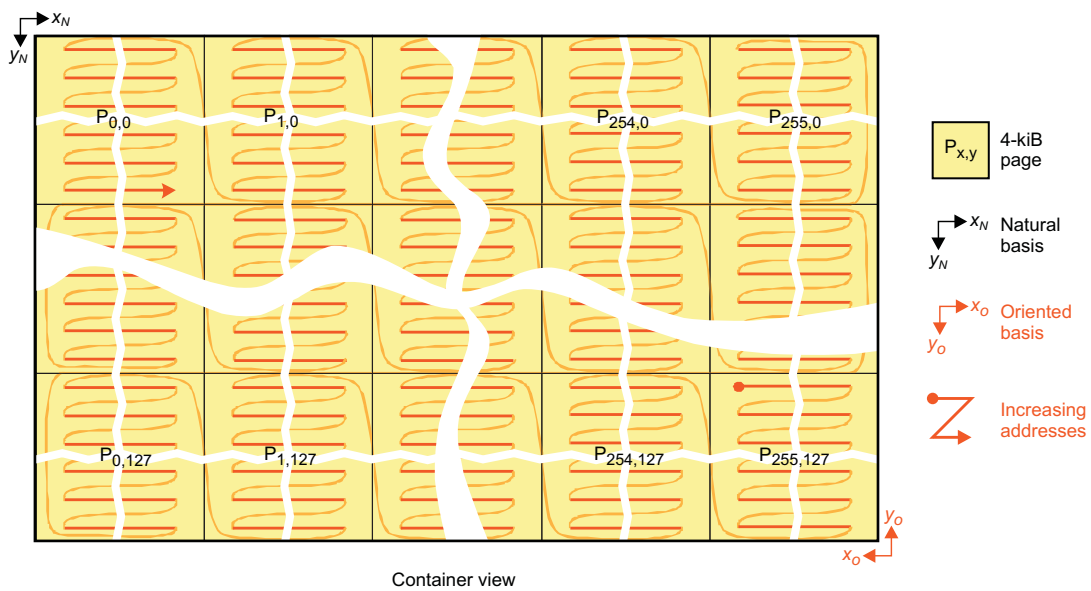 x_N
y_N
P_0,0 P_1,0 P_254,0 P_255,0
P_x,y 4-kiB
page
x_N Natural
y_N basis
x_O Oriented
y_O basis
Increasing
addresses
P_0,127 P_1,127 P_254,127 P_255,127
y_O
x_O
Container view